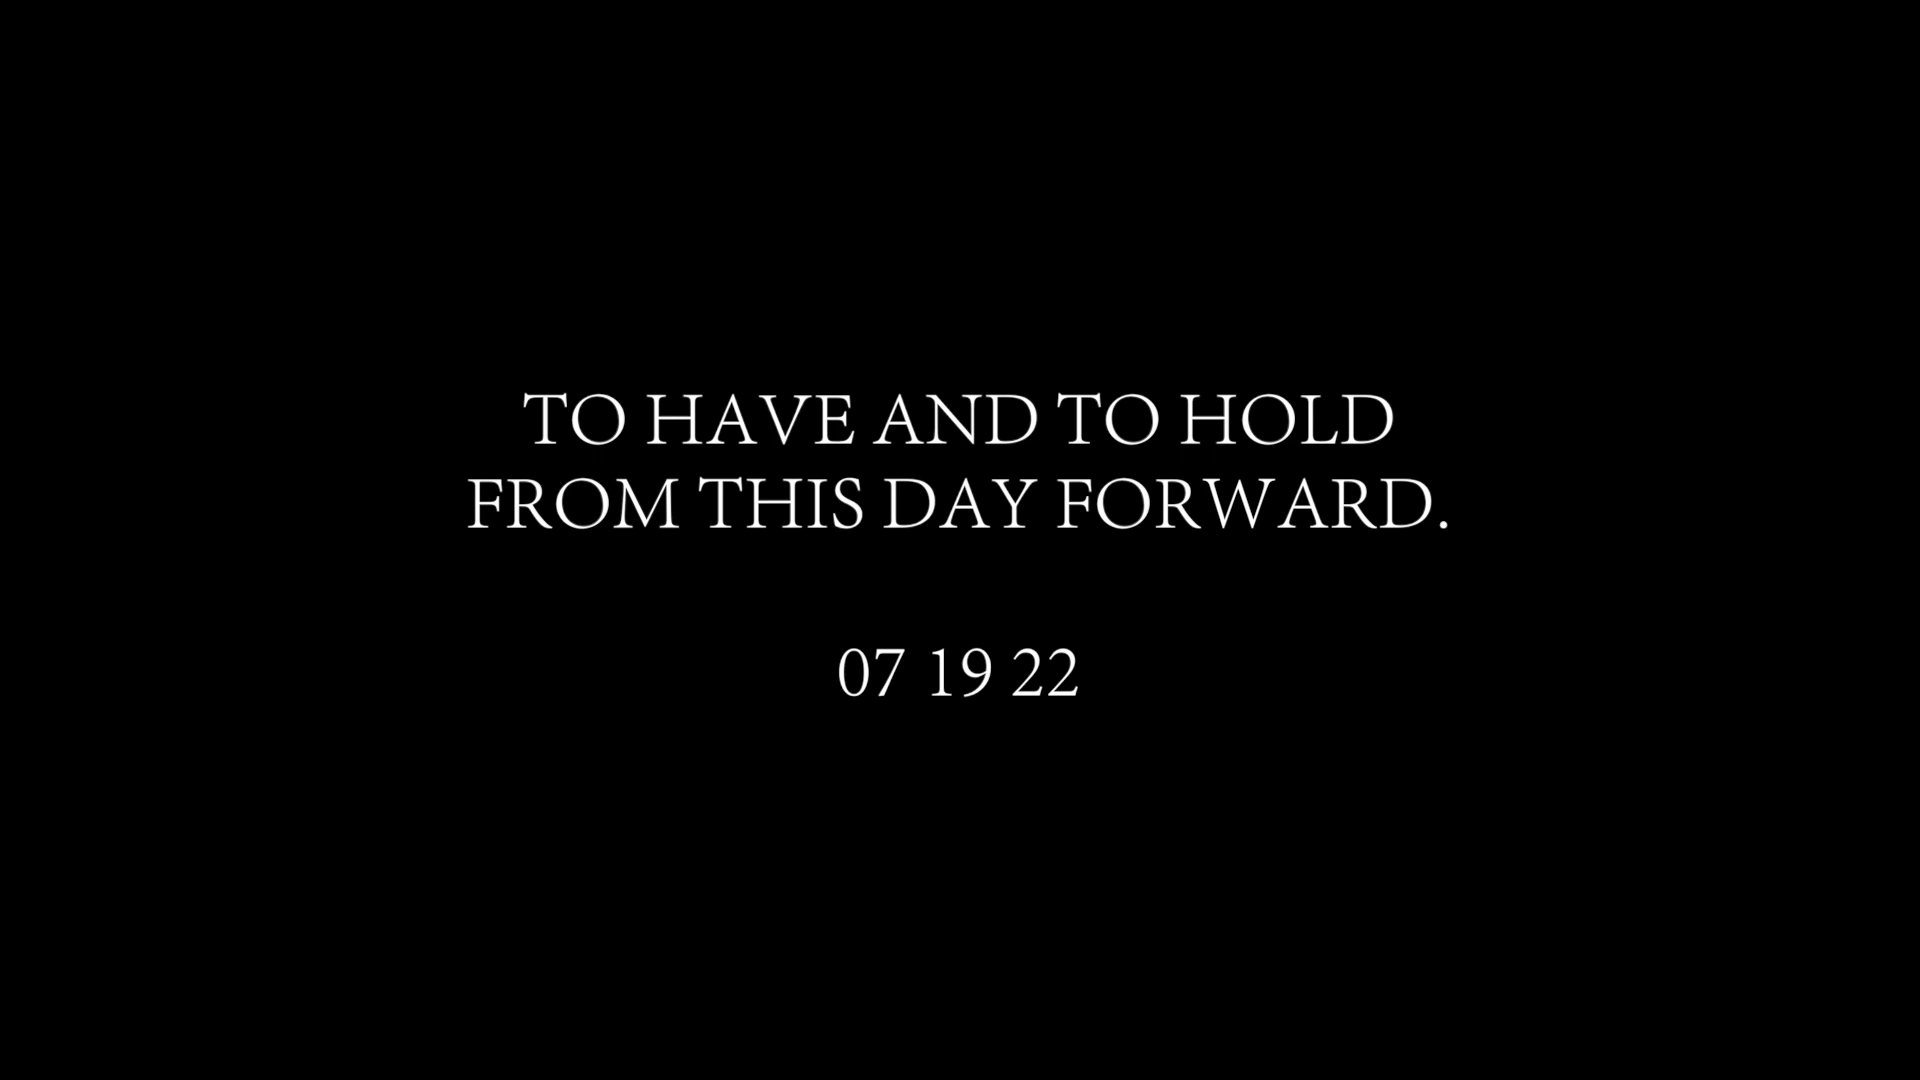 TO HAVE AND TO HOLD
FROM THIS DAY FORWARD.
07 19 22